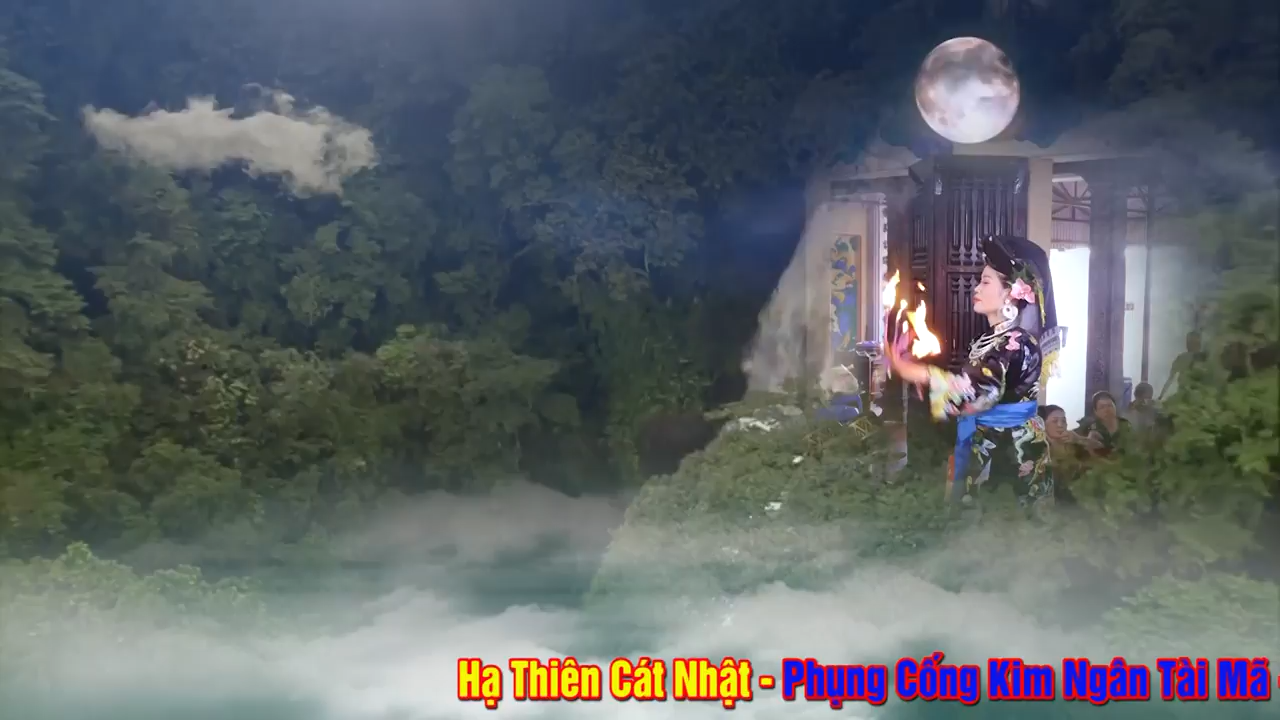 Hạ Thiên Cát Nhật - Phụng Cống Kim Ngân Tài Mã -